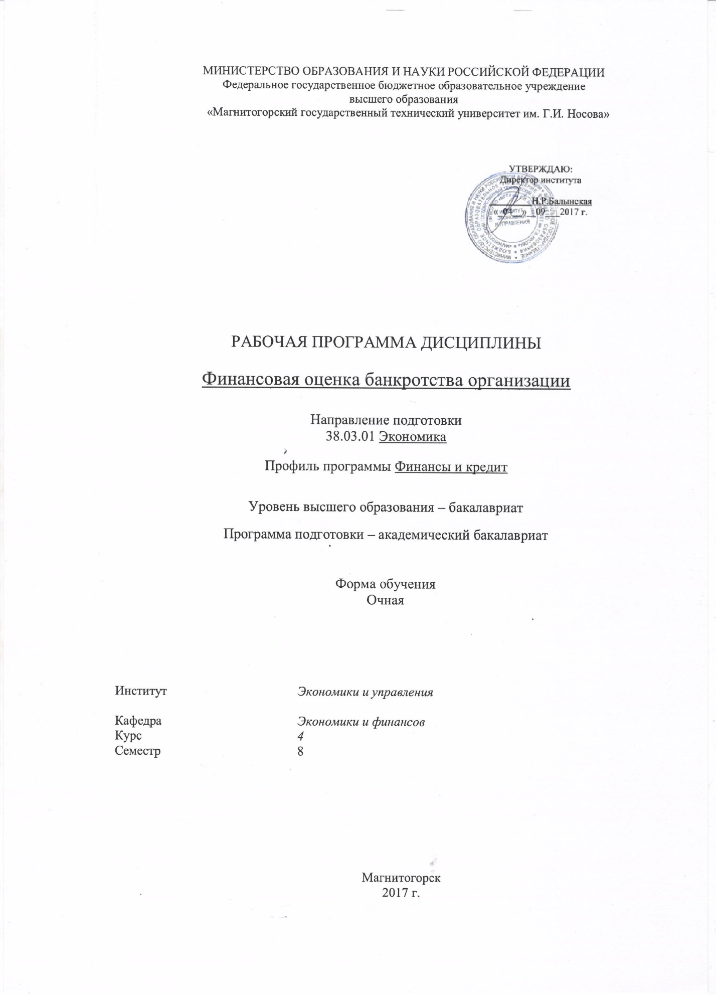 МИНИСТЕРСТВО ОБРАЗОВАНИЯ И НАУКИ РОССИЙСКОЙ ФЕДЕРАЦИИ
Федеральное государственное бюджетное образовательное учреждение
высшего образования
«Магнитогорский государственный технический университет им. Г.И. Носова»
УТВЕРЖДАЮ:
Директор института
Н.Р.Балынская
« 04 » 09 2017 г.
ИНСТИТУТ
ЭКОНОМИКИ
И УПРАВЛЕНИЯ
РАБОЧАЯ ПРОГРАММА ДИСЦИПЛИНЫ
Финансовая оценка банкротства организации
Направление подготовки
38.03.01 Экономика
Профиль программы Финансы и кредит
Уровень высшего образования – бакалавриат
Программа подготовки – академический бакалавриат
Форма обучения
Очная
Институт Экономики и управления
Кафедра Экономики и финансов
Курс 4
Семестр 8
Магнитогорск
2017 г.